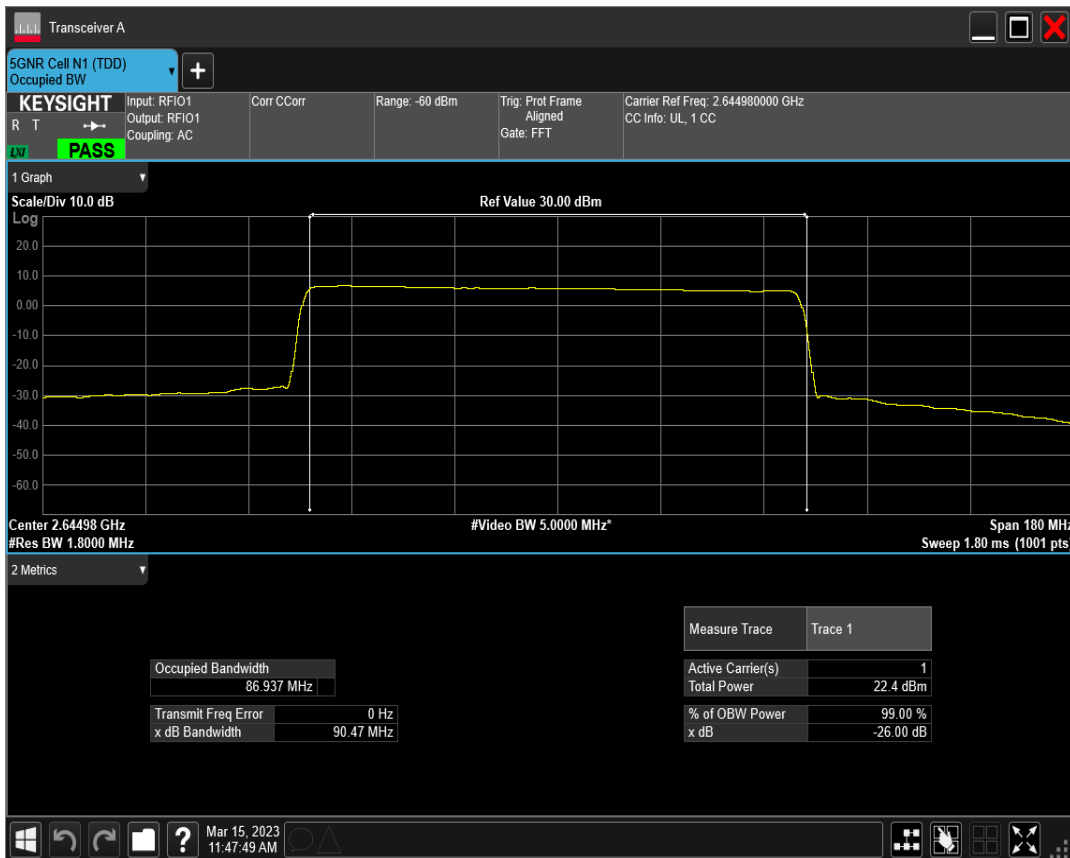 Transceiver A
5GNR Cell N1 (TDD)
Occupied BW
KEYSIGHT
R T
LXI
PASS
Input: RFIO1
Output: RFIO1
Coupling: AC
Corr CCorr
Range: -60 dBm
Trig: Prot Frame
Aligned
Gate: FFT
Carrier Ref Freq: 2.644980000 GHz
CC Info: UL, 1 CC
1 Graph
Scale/Div 10.0 dB
Ref Value 30.00 dBm
Log
20.0
10.0
0.00
-10.0
-20.0
-30.0
-40.0
-50.0
-60.0
Center 2.64498 GHz
#Video BW 5.0000 MHz*
Span 180 MHz
#Res BW 1.8000 MHz
Sweep 1.80 ms (1001 pts)
2 Metrics
Measure Trace Trace 1
Occupied Bandwidth
86.937 MHz
Active Carrier(s) 1
Total Power 22.4 dBm
Transmit Freq Error 0 Hz
x dB Bandwidth 90.47 MHz
% of OBW Power 99.00 %
x dB -26.00 dB
?
Mar 15, 2023
11:47:49 AM